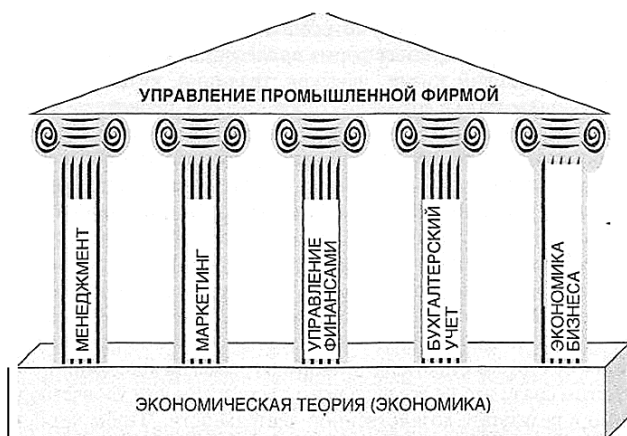 УПРАВЛЕНИЕ ПРОМЫШЛЕННОЙ ФИРМОЙ
МЕНЕДЖМЕНТ
МАРКЕТИНГ
УПРАВЛЕНИЕ
ФИНАНСАМИ
БУХГАЛТЕРСКИЙ
УЧЕТ
ЭКОНОМИКА
БИЗНЕСА
ЭКОНОМИЧЕСКАЯ ТЕОРИЯ (ЭКОНОМИКА)